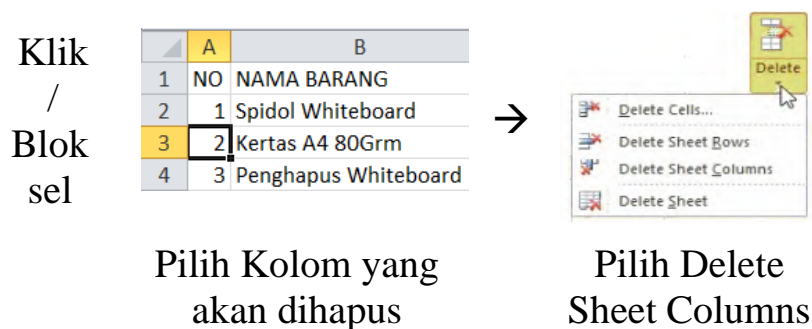 Klik
/
Blok
sel
A B
1 NO NAMA BARANG
2 1 Spidol Whiteboard
3 2 Kertas A4 80Grm
4 3 Penghapus Whiteboard
→
Delete
Delete Cells...
Delete Sheet Rows
Delete Sheet Columns
Delete Sheet
Pilih Kolom yang
akan dihapus
Pilih Delete
Sheet Columns